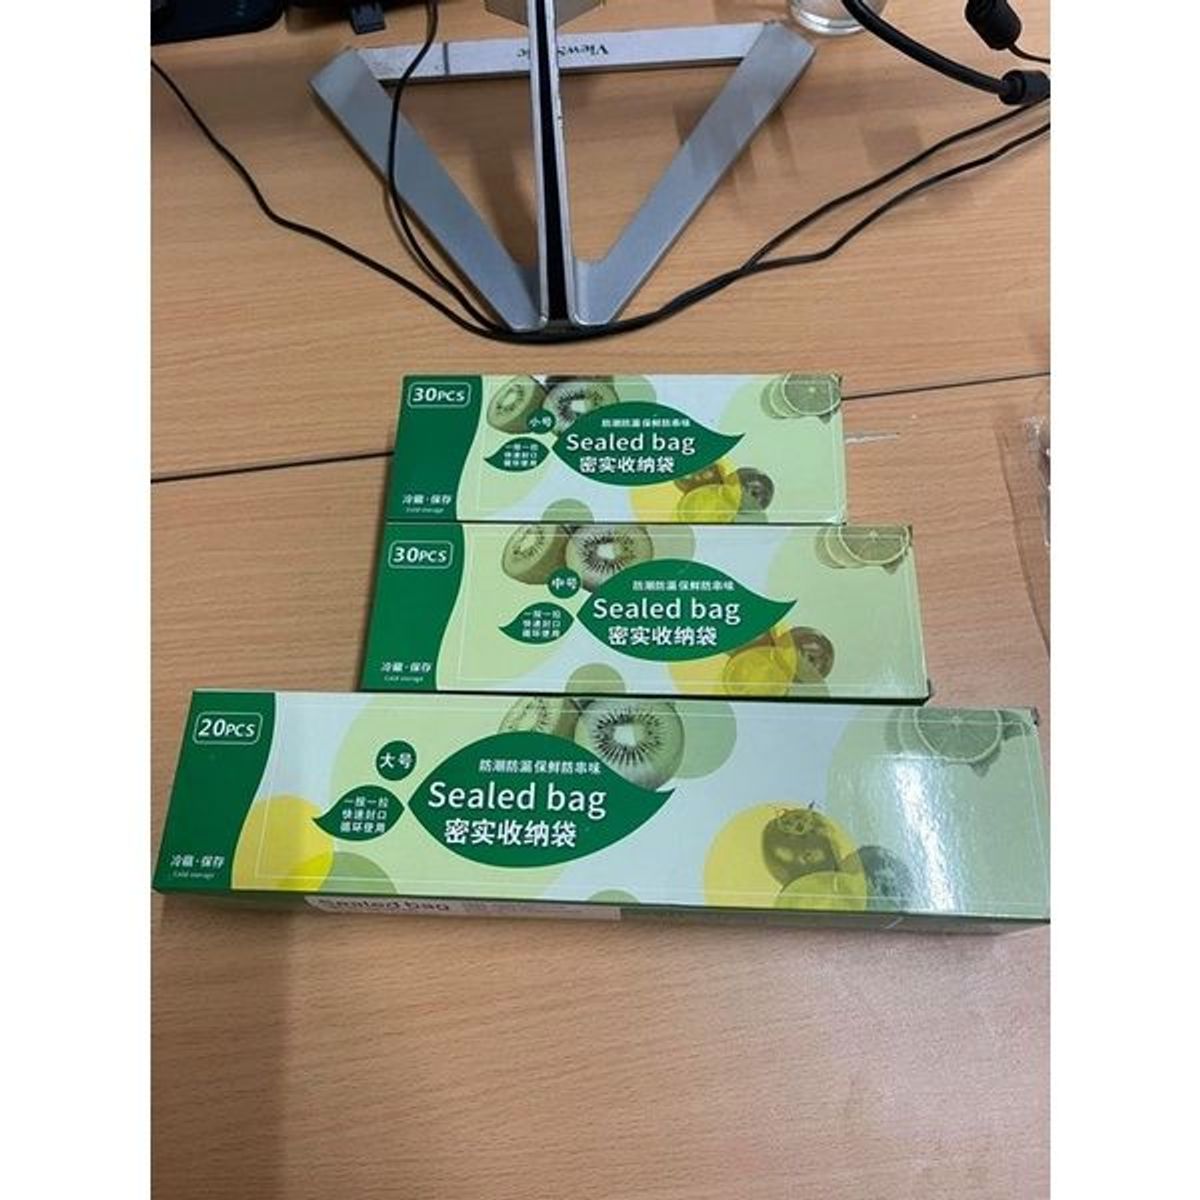 ViewSonic
30PCS
小号
防潮防漏 保鲜防串味
Sealed bag
密实收纳袋
一按一拉
快速封口
循环使用
冷藏·保存
Cold storage
30PCS
中号
防潮防漏 保鲜防串味
Sealed bag
密实收纳袋
一按一拉
快速封口
循环使用
冷藏·保存
Cold storage
20PCS
大号
防潮防漏 保鲜防串味
Sealed bag
密实收纳袋
一按一拉
快速封口
循环使用
冷藏·保存
Cold storage
Sealed bag